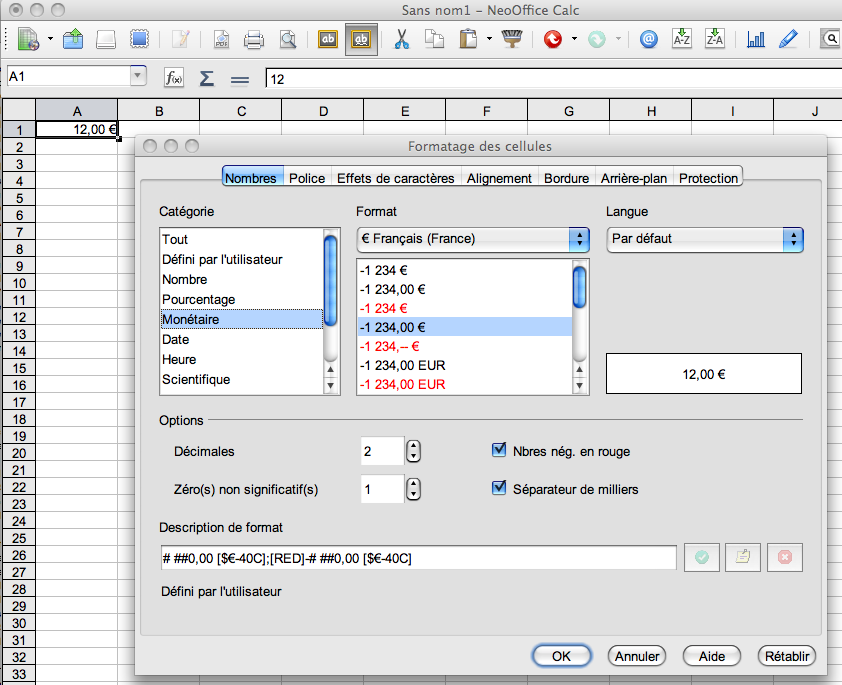 Sans nom1 – NeoOffice Calc
PDF ab ab @ A-Z Z-A
A1 f(x) Σ = 12
A B C D E F G H I J
1 12,00 €
2
3
4
5
6
7
8
9
10
11
12
13
14
15
16
17
18
19
20
21
22
23
24
25
26
27
28
29
30
31
32
33
Formatage des cellules
Nombres Police Effets de caractères Alignement Bordure Arrière-plan Protection
Catégorie
Tout
Défini par l'utilisateur
Nombre
Pourcentage
Monétaire
Date
Heure
Scientifique
Format
€ Français (France)
-1 234 €
-1 234,00 €
-1 234 €
-1 234,00 €
-1 234,-- €
-1 234,00 EUR
-1 234,00 EUR
Langue
Par défaut
12,00 €
Options
Décimales 2
Nbres nég. en rouge
Zéro(s) non significatif(s) 1
Séparateur de milliers
Description de format
# ##0,00 [$€-40C];[RED]-# ##0,00 [$€-40C]
Défini par l'utilisateur
OK Annuler Aide Rétablir